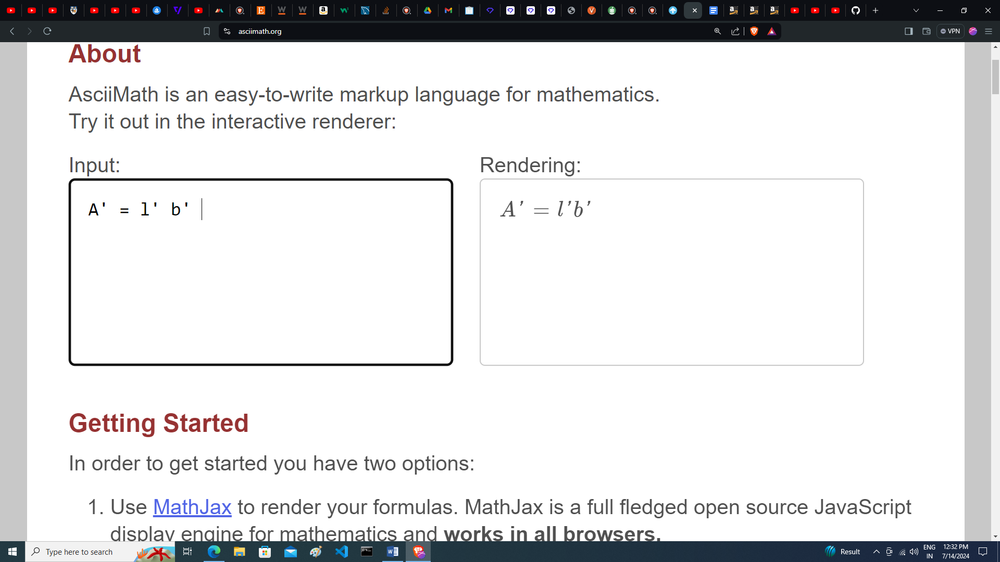 asciimath.org
VPN
About
AsciiMath is an easy-to-write markup language for mathematics.
Try it out in the interactive renderer:
Input:
Rendering:
A' = l' b'
A′ = l′b′
Getting Started
In order to get started you have two options:
1. Use MathJax to render your formulas. MathJax is a full fledged open source JavaScript
display engine for mathematics and works in all browsers.
Type here to search
Result
ENG
IN
12:32 PM
7/14/2024